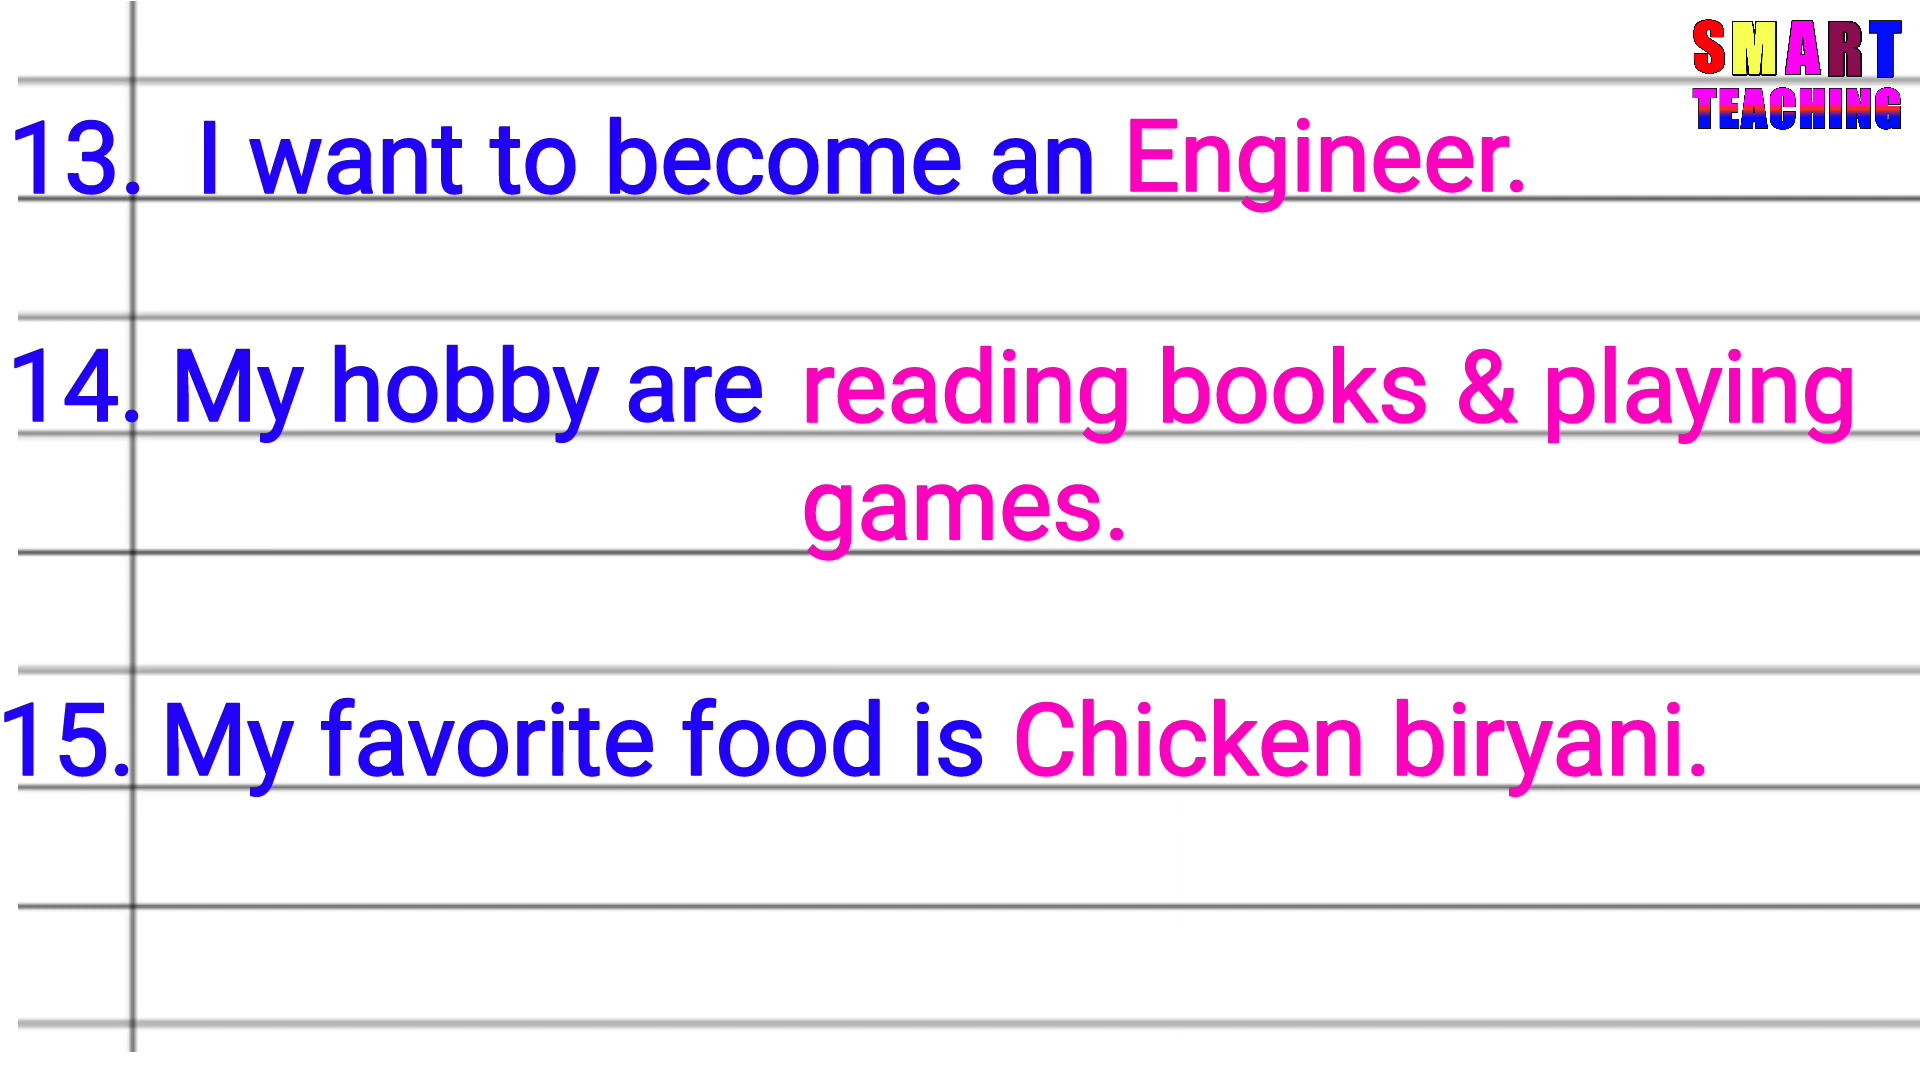 SMART
TEACHING
13. I want to become an Engineer.
14. My hobby are reading books & playing
games.
15. My favorite food is Chicken biryani.